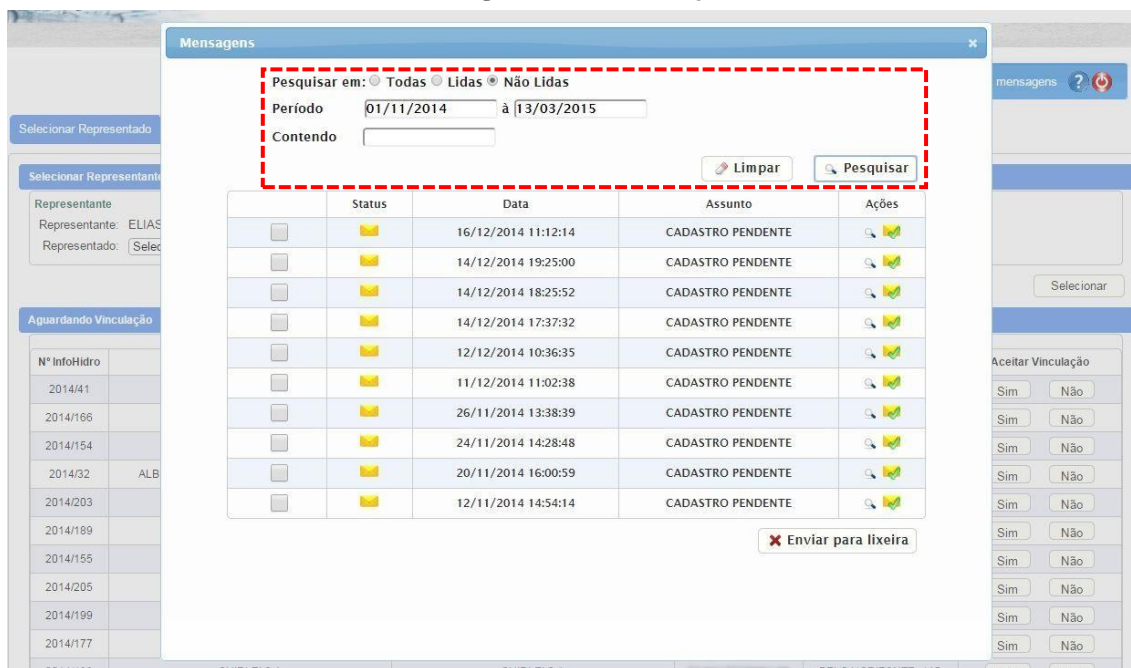 Mensagens x
Pesquisar em: Todas Lidas Não Lidas
mensagens ?
Período 01/11/2014 à 13/03/2015
Selecionar Representado
Contendo
Limpar Pesquisar
Selecionar Representante
Representante
Representante: ELIAS
Representado: Selec
Status Data Assunto Ações
16/12/2014 11:12:14 CADASTRO PENDENTE
14/12/2014 19:25:00 CADASTRO PENDENTE
14/12/2014 18:25:52 CADASTRO PENDENTE
Selecionar
14/12/2014 17:37:32 CADASTRO PENDENTE
Aguardando Vinculação
12/12/2014 10:36:35 CADASTRO PENDENTE
Nº InfoHidro Aceitar Vinculação
11/12/2014 11:02:38 CADASTRO PENDENTE
2014/41 Sim Não
26/11/2014 13:38:39 CADASTRO PENDENTE
2014/166 Sim Não
24/11/2014 14:28:48 CADASTRO PENDENTE
2014/154 Sim Não
20/11/2014 16:00:59 CADASTRO PENDENTE
2014/32 ALB Sim Não
12/11/2014 14:54:14 CADASTRO PENDENTE
2014/203 Sim Não
2014/189 Sim Não
Enviar para lixeira
2014/155 Sim Não
2014/205 Sim Não
2014/199 Sim Não
2014/177 Sim Não